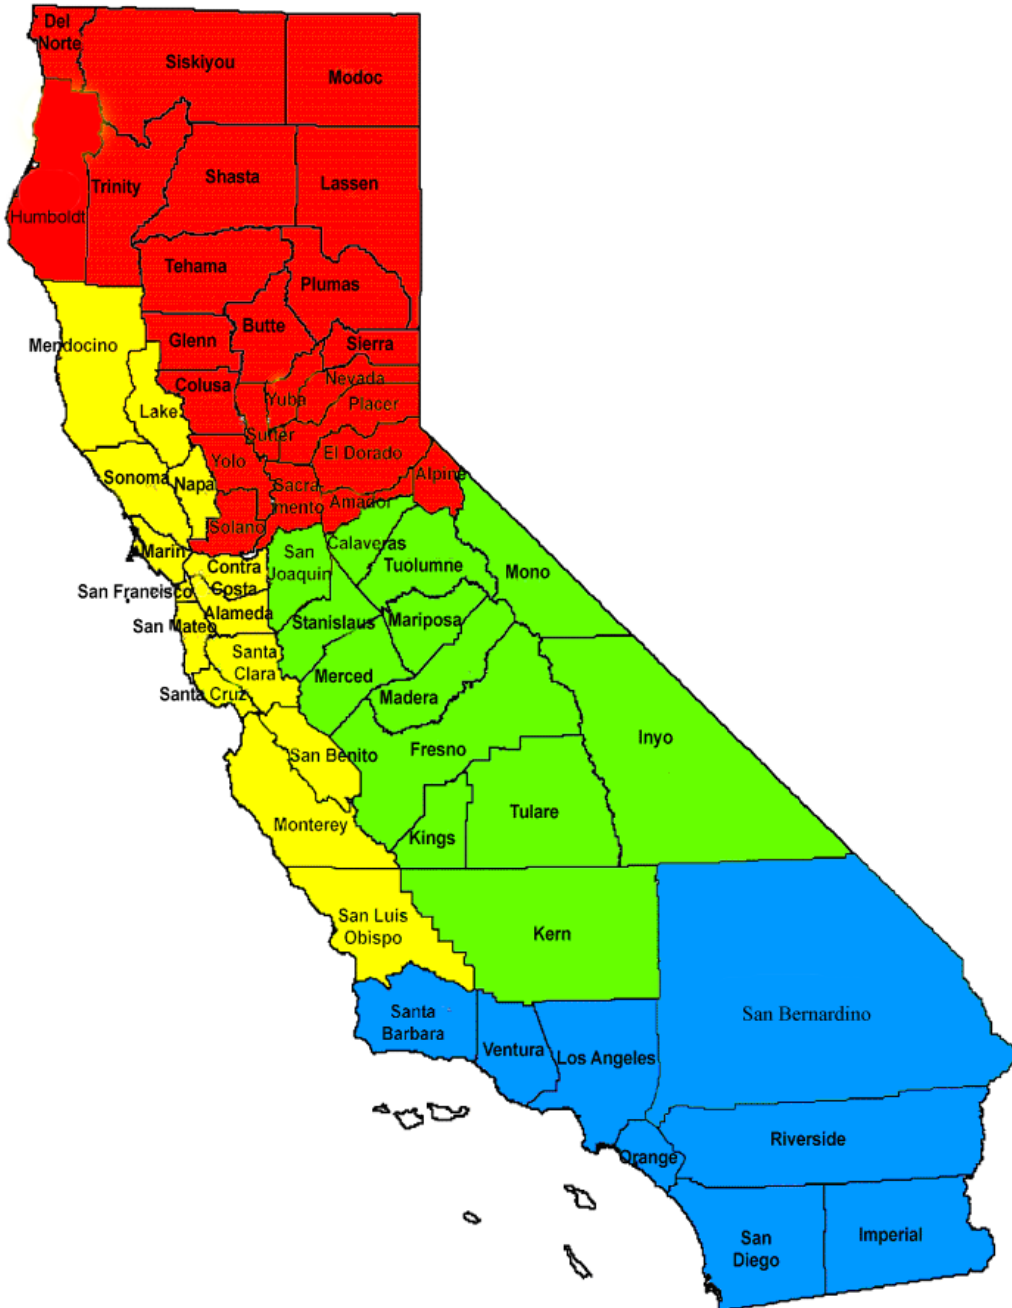 Del
Norte
Siskiyou
Modoc
Humboldt
Trinity
Shasta
Lassen
Tehama
Plumas
Glenn
Butte
Sierra
Mendocino
Colusa
Nevada
Lake
Yuba
Placer
Sutter
Sonoma
Napa
Yolo
El Dorado
Sacra-
mento
Amador
Alpine
Solano
Marin
Contra
Costa
San
Joaquin
Calaveras
Tuolumne
Mono
San Francisco
Alameda
San Mateo
Stanislaus
Mariposa
Santa
Clara
Merced
Santa Cruz
Madera
San Benito
Fresno
Inyo
Monterey
Kings
Tulare
San Luis
Obispo
Kern
Santa
Barbara
Ventura
Los Angeles
San Bernardino
Orange
Riverside
San
Diego
Imperial